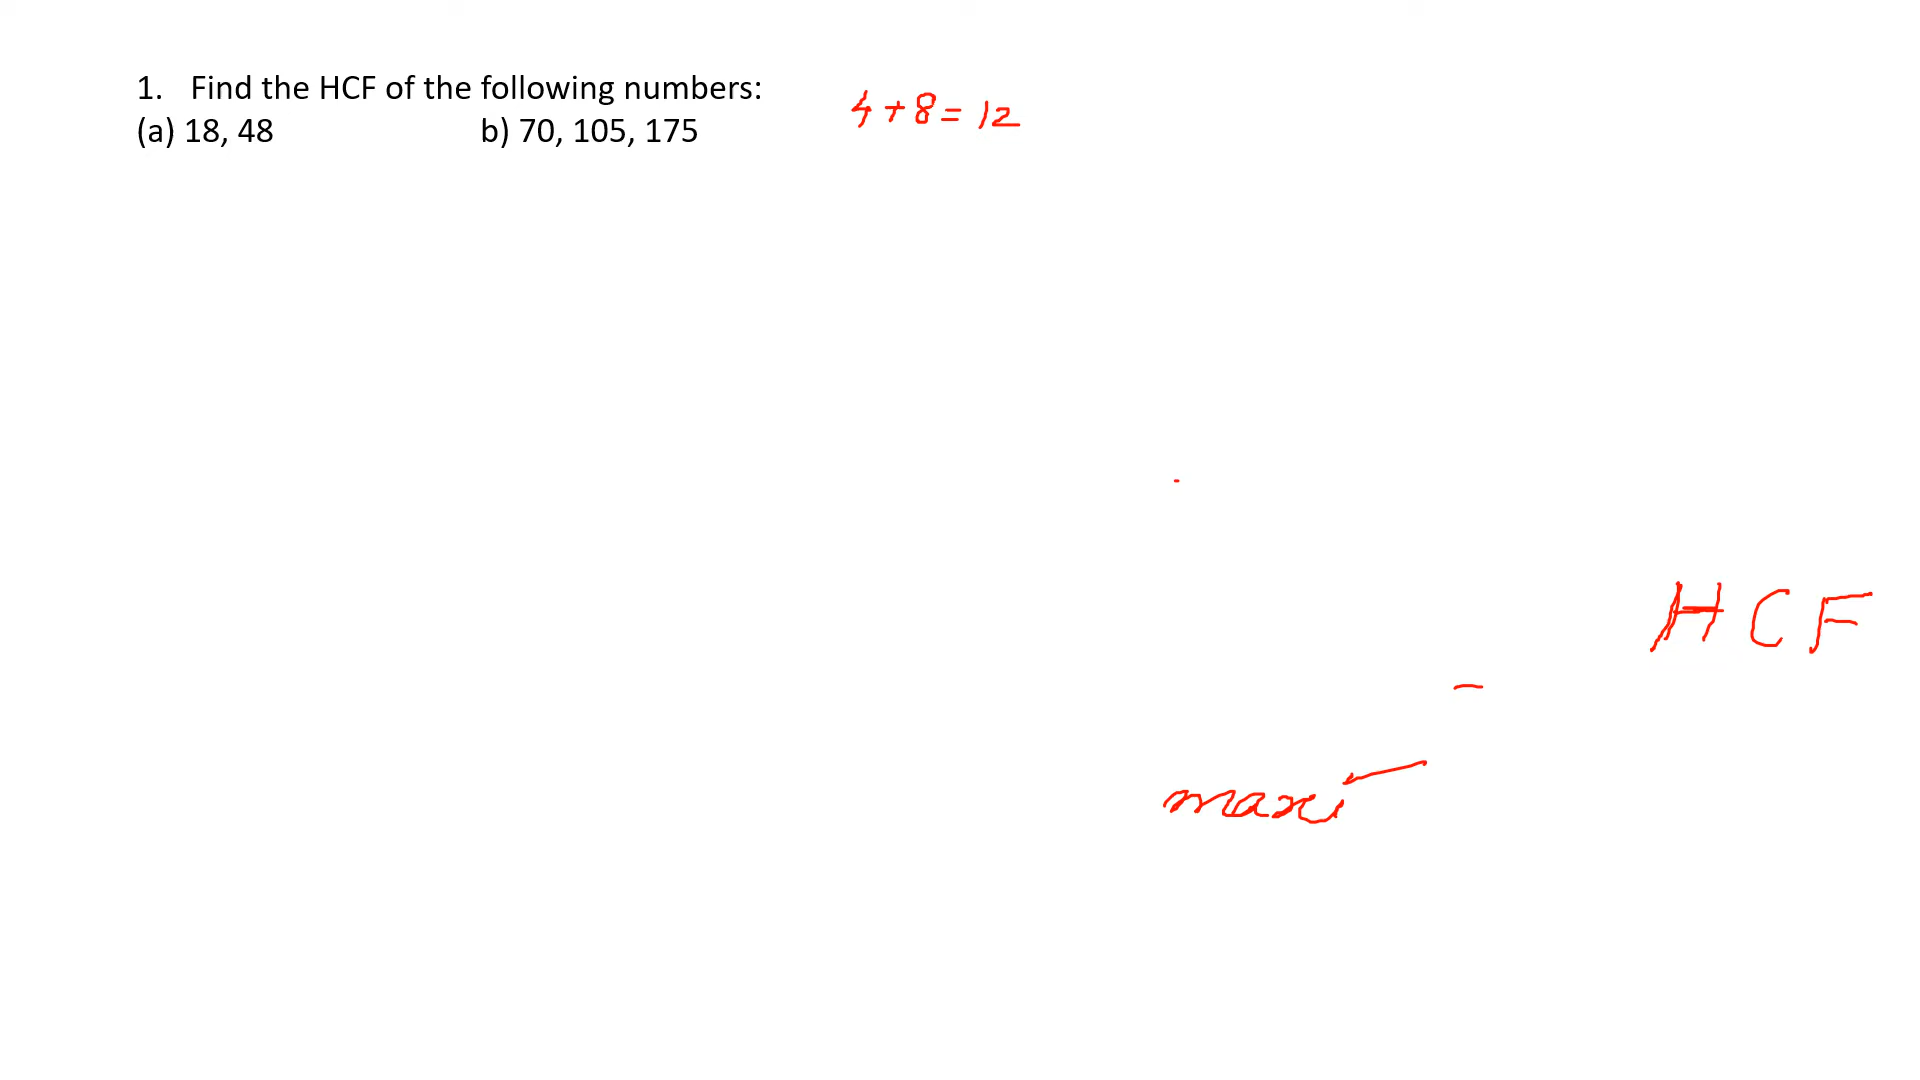 1. Find the HCF of the following numbers:
(a) 18, 48 b) 70, 105, 175
4+8=12
HCF
maxi